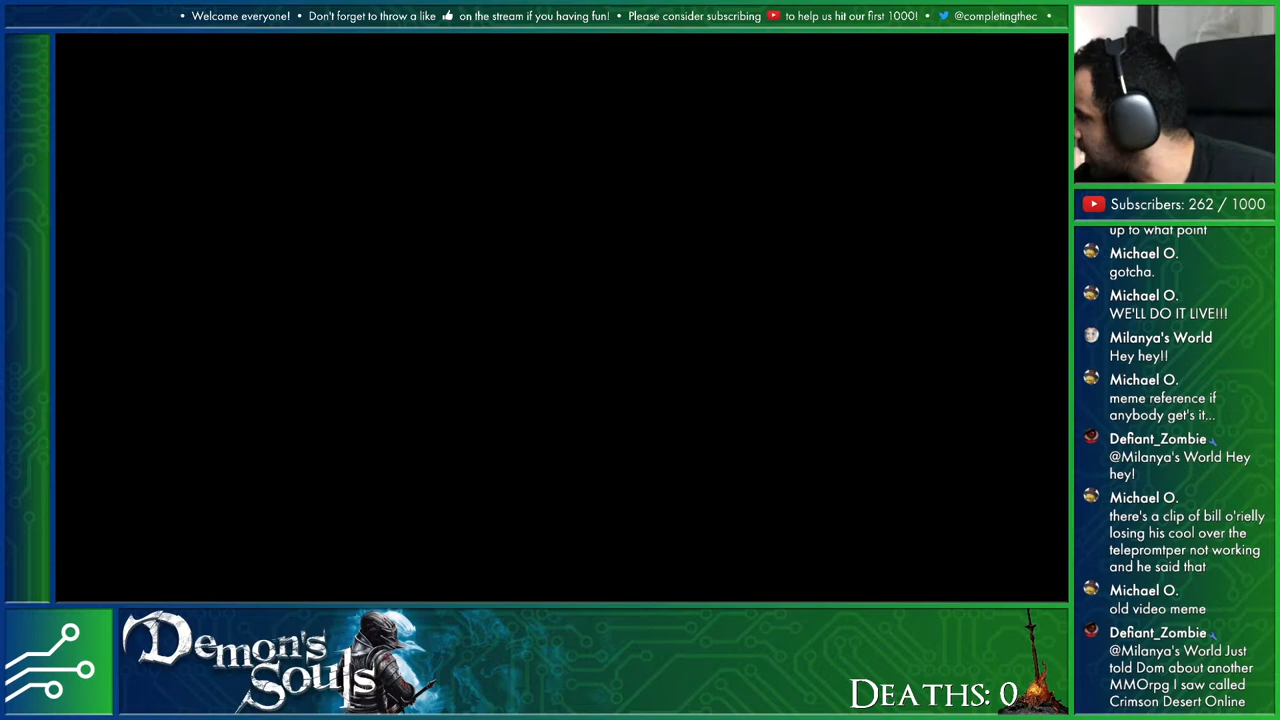 • Welcome everyone! • Don't forget to throw a like on the stream if you having fun! • Please consider subscribing to help us hit our first 1000! • @completingthec •
Subscribers: 262 / 1000
up to what point
Michael O.
gotcha.
Michael O.
WE'LL DO IT LIVE!!!
Milanya's World
Hey hey!!
Michael O.
meme reference if
anybody get's it...
Defiant_Zombie
@Milanya's World Hey
hey!
Michael O.
there's a clip of bill o'rielly
losing his cool over the
telepromtper not working
and he said that
Michael O.
old video meme
Defiant_Zombie
@Milanya's World Just
told Dom about another
MMOrpg I saw called
Crimson Desert Online
Demon's
Souls
DEATHS: 0